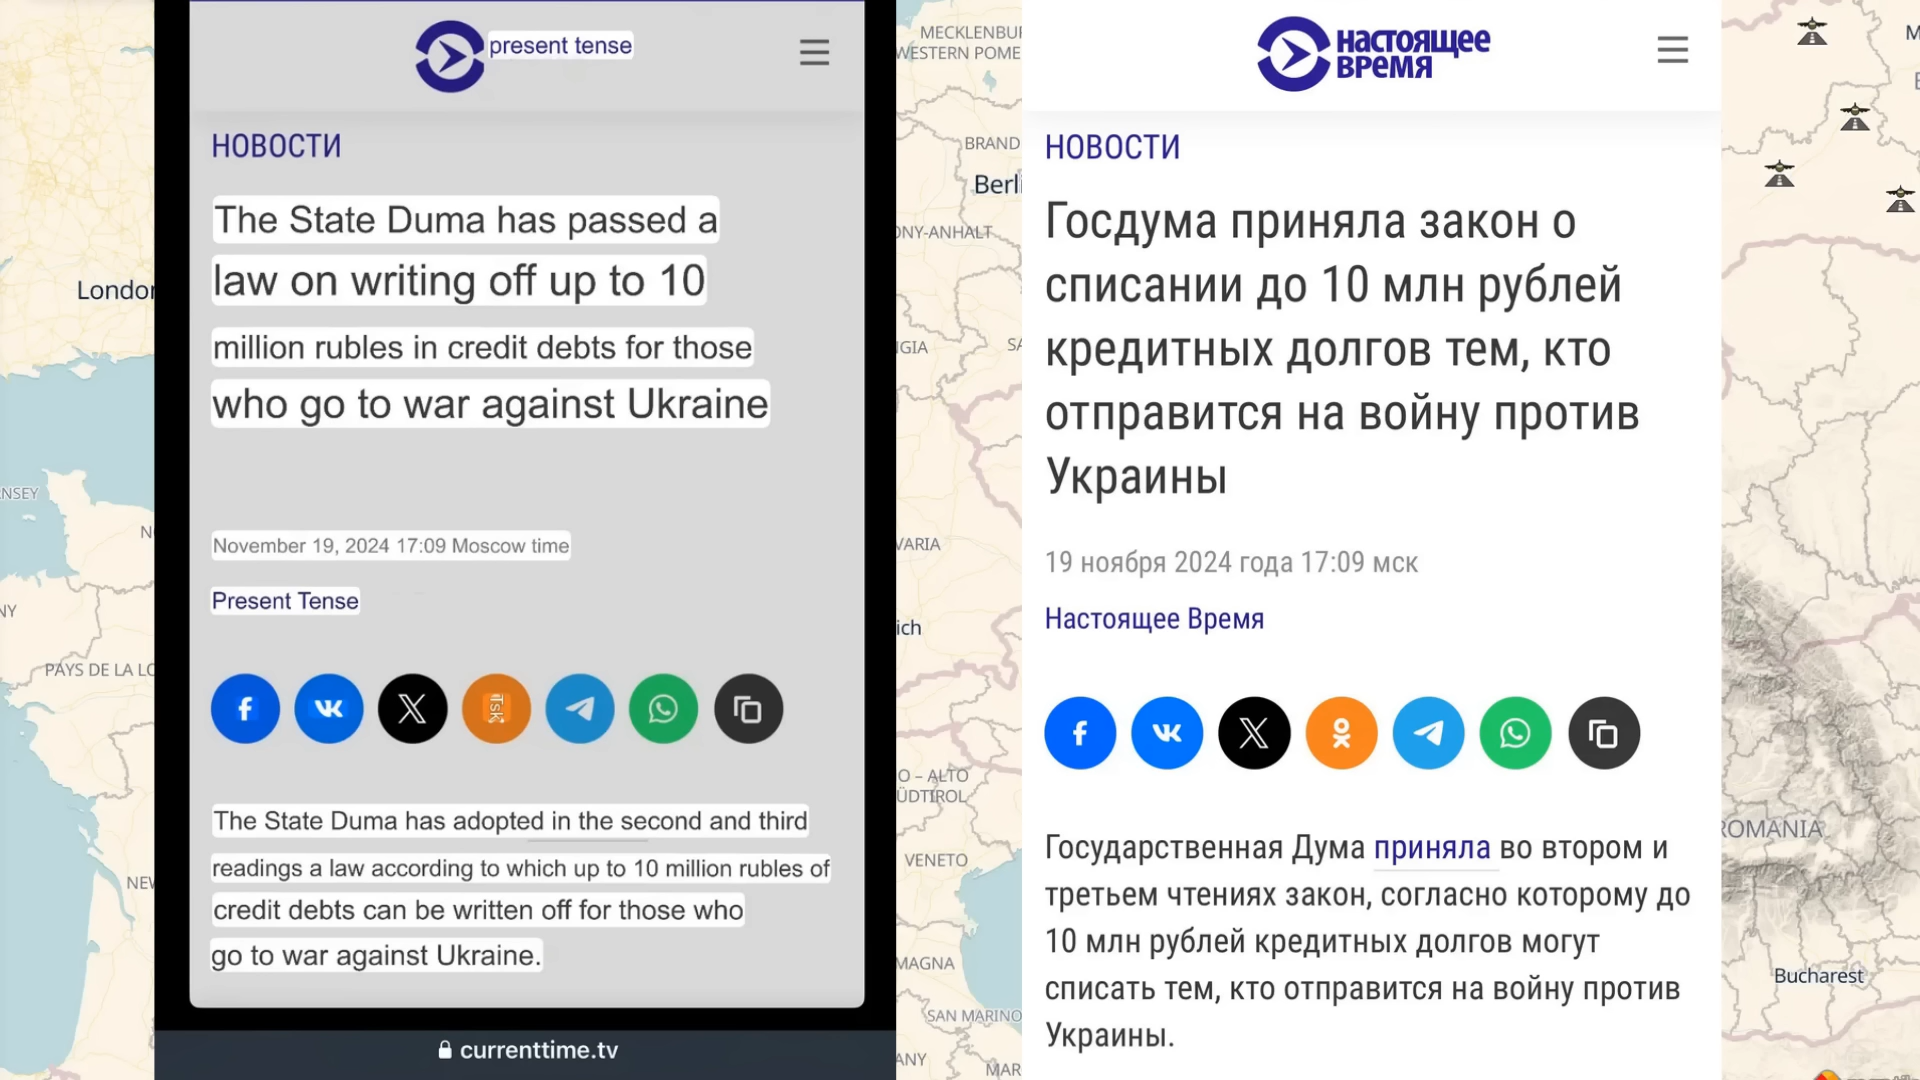 present tense
НОВОСТИ
The State Duma has passed a
law on writing off up to 10
million rubles in credit debts for those
who go to war against Ukraine
November 19, 2024 17:09 Moscow time
Present Tense
Tsk
The State Duma has adopted in the second and third
readings a law according to which up to 10 million rubles of
credit debts can be written off for those who
go to war against Ukraine.
currenttime.tv
настоящее
время
НОВОСТИ
Госдума приняла закон о
списании до 10 млн рублей
кредитных долгов тем, кто
отправится на войну против
Украины
19 ноября 2024 года 17:09 мск
Настоящее Время
Государственная Дума приняла во втором и
третьем чтениях закон, согласно которому до
10 млн рублей кредитных долгов могут
списать тем, кто отправится на войну против
Украины.
MECKLENBU
WESTERN POME
BRAND
Berli
ONY-ANHALT
London
NGIA
NSEY
VARIA
PAYS DE LA LO
O – ALTO
ÜDTIROL
VENETO
MAGNA
SAN MARINO
ROMANIA
Bucharest